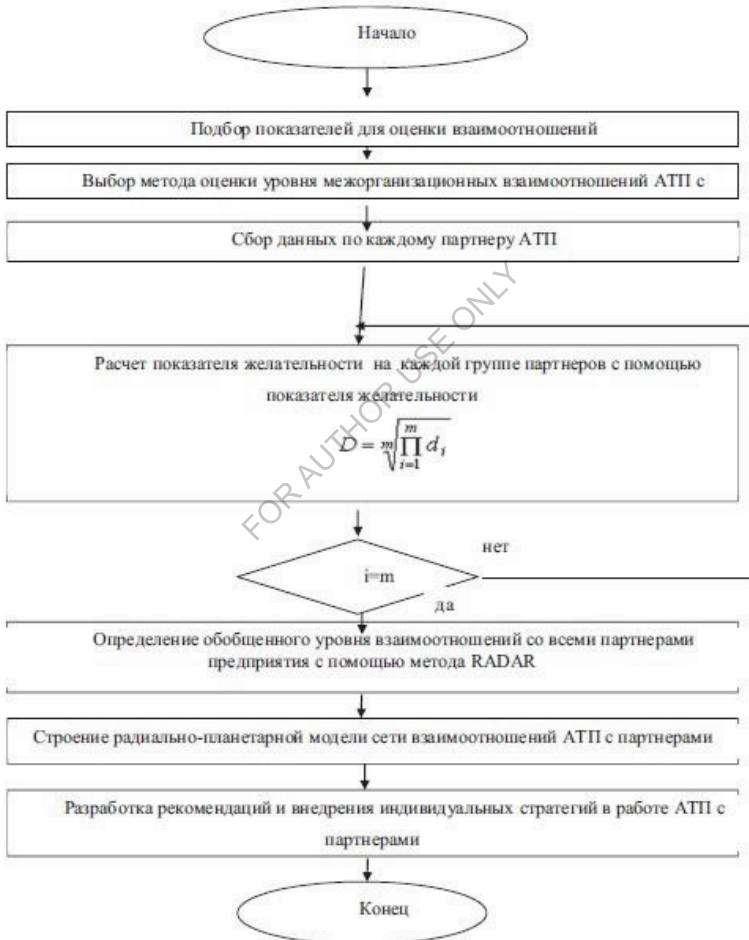 Начало
Подбор показателей для оценки взаимоотношений
Выбор метода оценки уровня межорганизационных взаимоотношений АТП с
Сбор данных по каждому партнеру АТП
FOR AUTHOR USE ONLY
Расчет показателя желательности на каждой группе партнеров с помощью
показателя желательности
D = \sqrt[m]{\prod_{i=1}^{m} d_i}
нет
i=m
да
Определение обобщенного уровня взаимоотношений со всеми партнерами
предприятия с помощью метода RADAR
Строение радиально-планетарной модели сети взаимоотношений АТП с партнерами
Разработка рекомендаций и внедрения индивидуальных стратегий в работе АТП с
партнерами
Конец